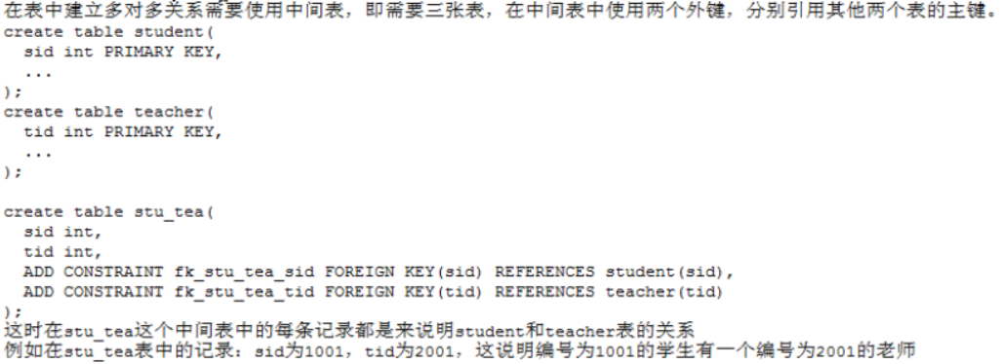 在表中建立多对多关系需要使用中间表，即需要三张表，在中间表中使用两个外键，分别引用其他两个表的主键。
create table student(
  sid int PRIMARY KEY,
  ...
);
create table teacher(
  tid int PRIMARY KEY,
  ...
);

create table stu_tea(
  sid int,
  tid int,
  ADD CONSTRAINT fk_stu_tea_sid FOREIGN KEY(sid) REFERENCES student(sid),
  ADD CONSTRAINT fk_stu_tea_tid FOREIGN KEY(tid) REFERENCES teacher(tid)
);
这时在stu_tea这个中间表中的每条记录都是来说明student和teacher表的关系
例如在stu_tea表中的记录：sid为1001，tid为2001，这说明编号为1001的学生有一个编号为2001的老师